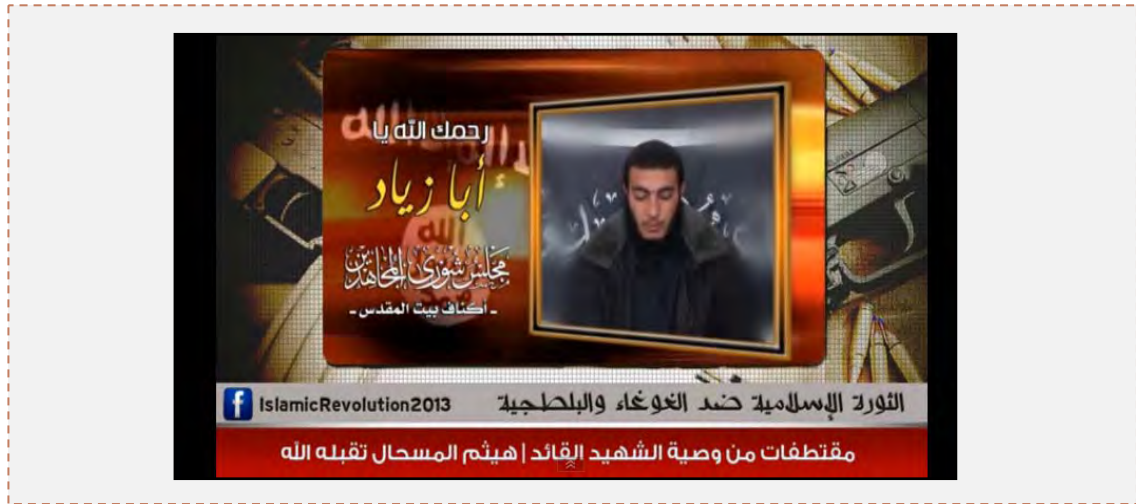 رحمك الله يا
أبا زياد
مجلس شورى المجاهدين
- أكناف بيت المقدس -
IslamicRevolution2013
الثورة الإسلامية ضد الغوغاء والبلطجية
مقتطفات من وصية الشهيد القائد | هيثم المسحال تقبله الله